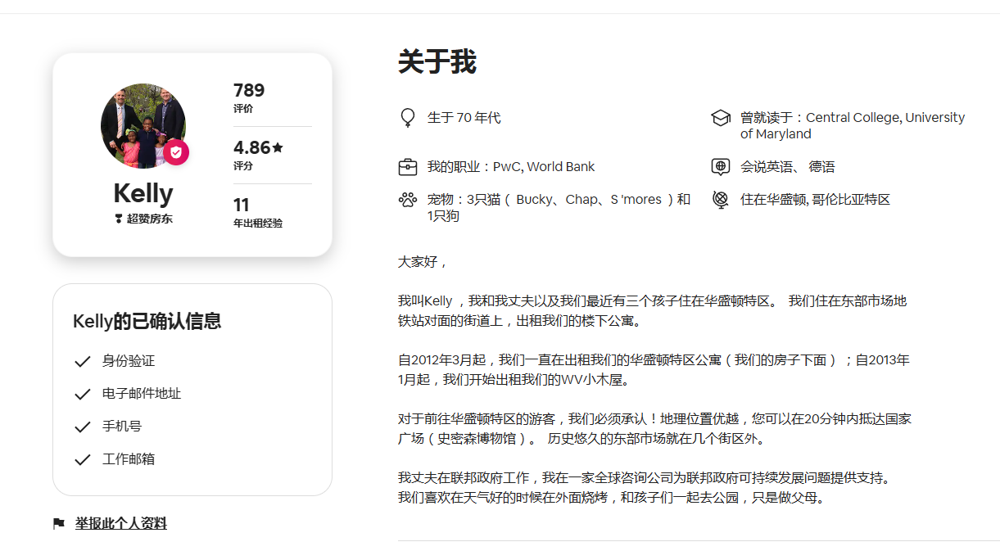 789
评价
4.86★
评分
11
年出租经验
Kelly
超赞房东
Kelly的已确认信息
身份验证
电子邮件地址
手机号
工作邮箱
举报此个人资料
关于我
生于 70 年代
曾就读于：Central College, University
of Maryland
我的职业：PwC, World Bank
会说英语、 德语
宠物：3只猫（ Bucky、Chap、S 'mores ）和
1只狗
住在华盛顿, 哥伦比亚特区
大家好，
我叫Kelly ，我和我丈夫以及我们最近有三个孩子住在华盛顿特区。 我们住在东部市场地
铁站对面的街道上，出租我们的楼下公寓。
自2012年3月起，我们一直在出租我们的华盛顿特区公寓（我们的房子下面） ；自2013年
1月起，我们开始出租我们的WV小木屋。
对于前往华盛顿特区的游客，我们必须承认！地理位置优越，您可以在20分钟内抵达国家
广场（史密森博物馆）。 历史悠久的东部市场就在几个街区外。
我丈夫在联邦政府工作，我在一家全球咨询公司为联邦政府可持续发展问题提供支持。
我们喜欢在天气好的时候在外面烧烤，和孩子们一起去公园，只是做父母。